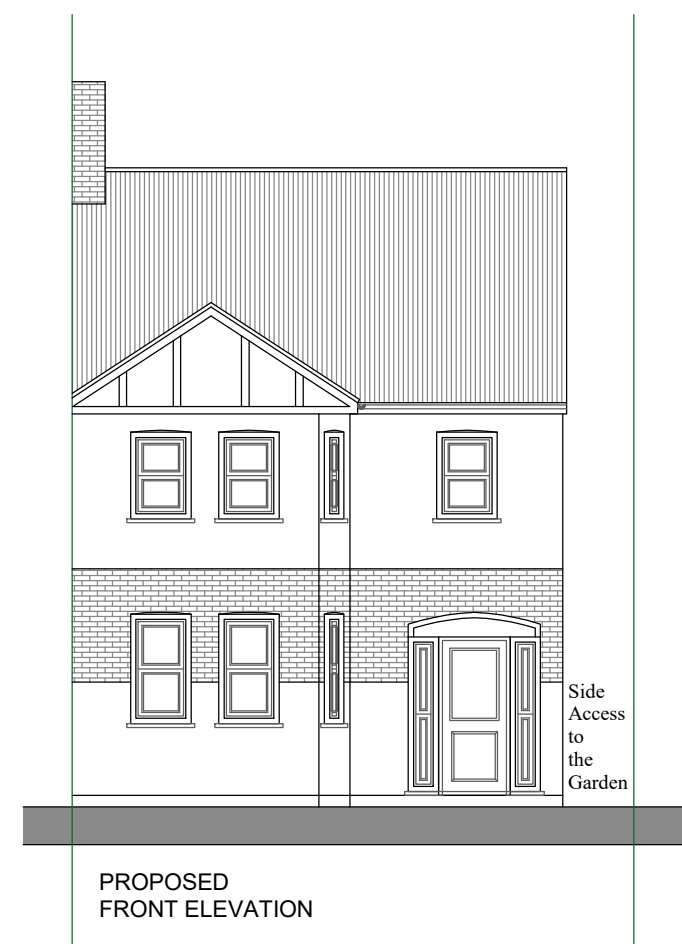 Side
Access
to
the
Garden
PROPOSED
FRONT ELEVATION